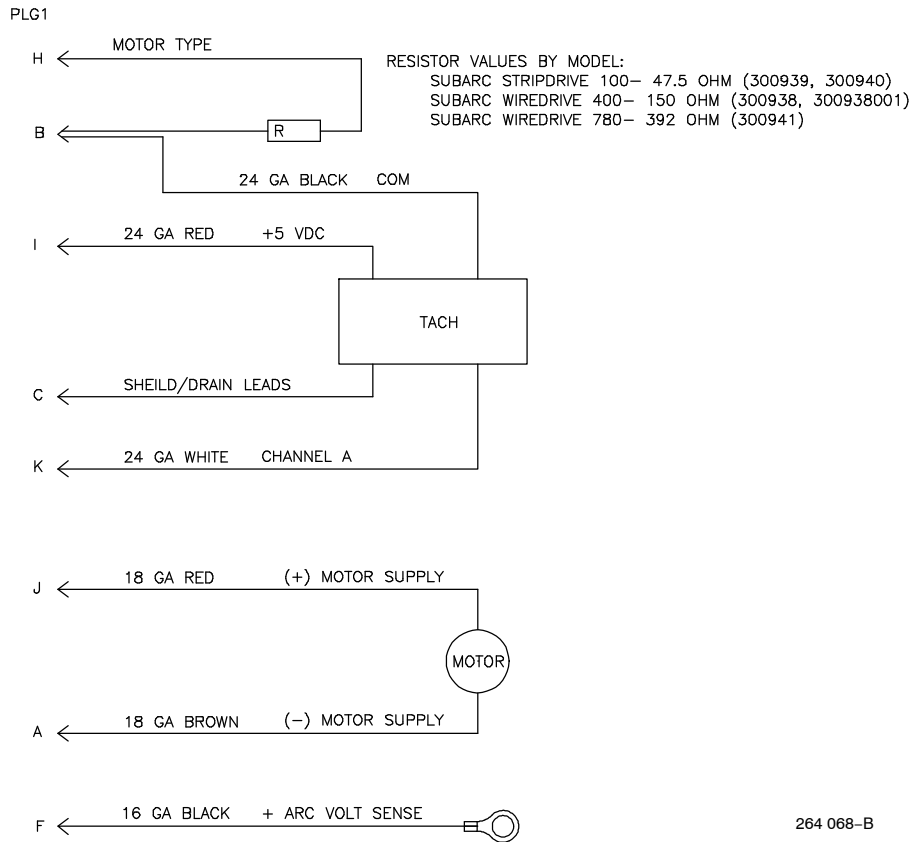 PLG1
H MOTOR TYPE
RESISTOR VALUES BY MODEL:
SUBARC STRIPDRIVE 100– 47.5 OHM (300939, 300940)
SUBARC WIREDRIVE 400– 150 OHM (300938, 300938001)
SUBARC WIREDRIVE 780– 392 OHM (300941)
B R
24 GA BLACK COM
I 24 GA RED +5 VDC
TACH
C SHEILD/DRAIN LEADS
K 24 GA WHITE CHANNEL A
J 18 GA RED (+) MOTOR SUPPLY
MOTOR
A 18 GA BROWN (–) MOTOR SUPPLY
F 16 GA BLACK + ARC VOLT SENSE
264 068–B